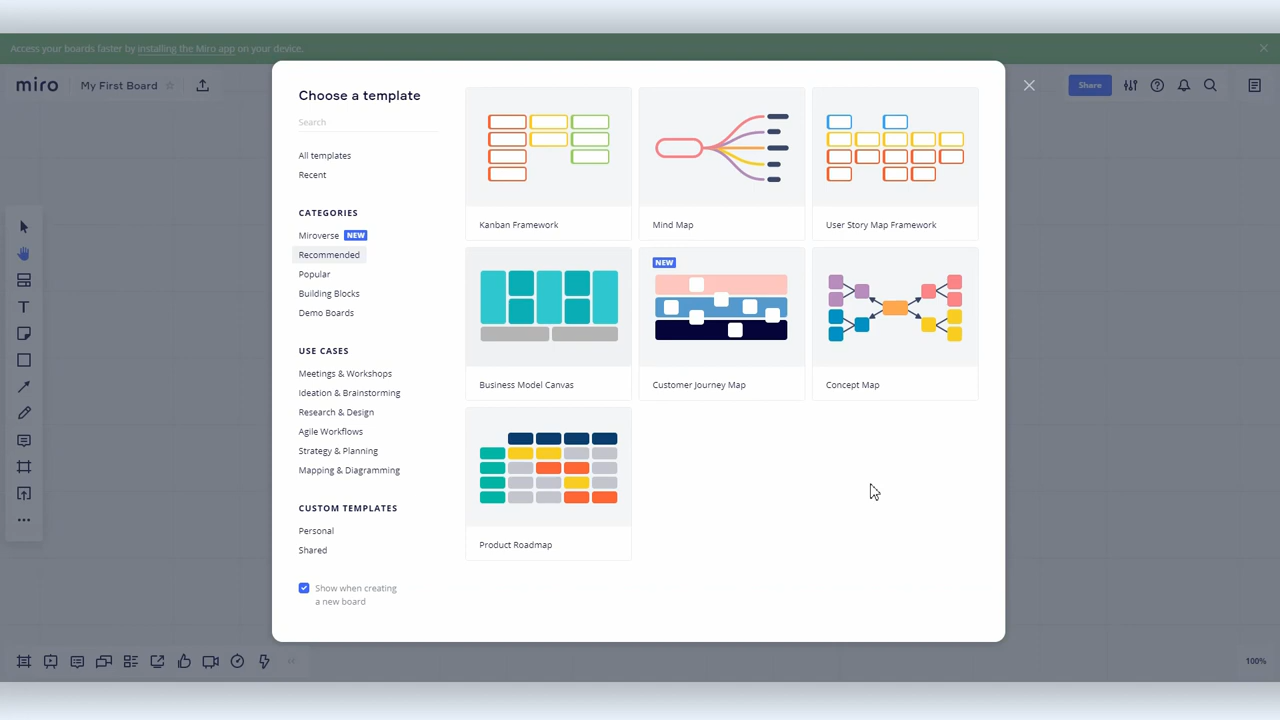 Access your boards faster by installing the Miro app on your device.
miro
My First Board
Share
Choose a template
Search
All templates
Recent
CATEGORIES
Miroverse NEW
Recommended
Popular
Building Blocks
Demo Boards
USE CASES
Meetings & Workshops
Ideation & Brainstorming
Research & Design
Agile Workflows
Strategy & Planning
Mapping & Diagramming
CUSTOM TEMPLATES
Personal
Shared
Show when creating
a new board
Kanban Framework
Mind Map
User Story Map Framework
Business Model Canvas
NEW
Customer Journey Map
Concept Map
Product Roadmap
100%